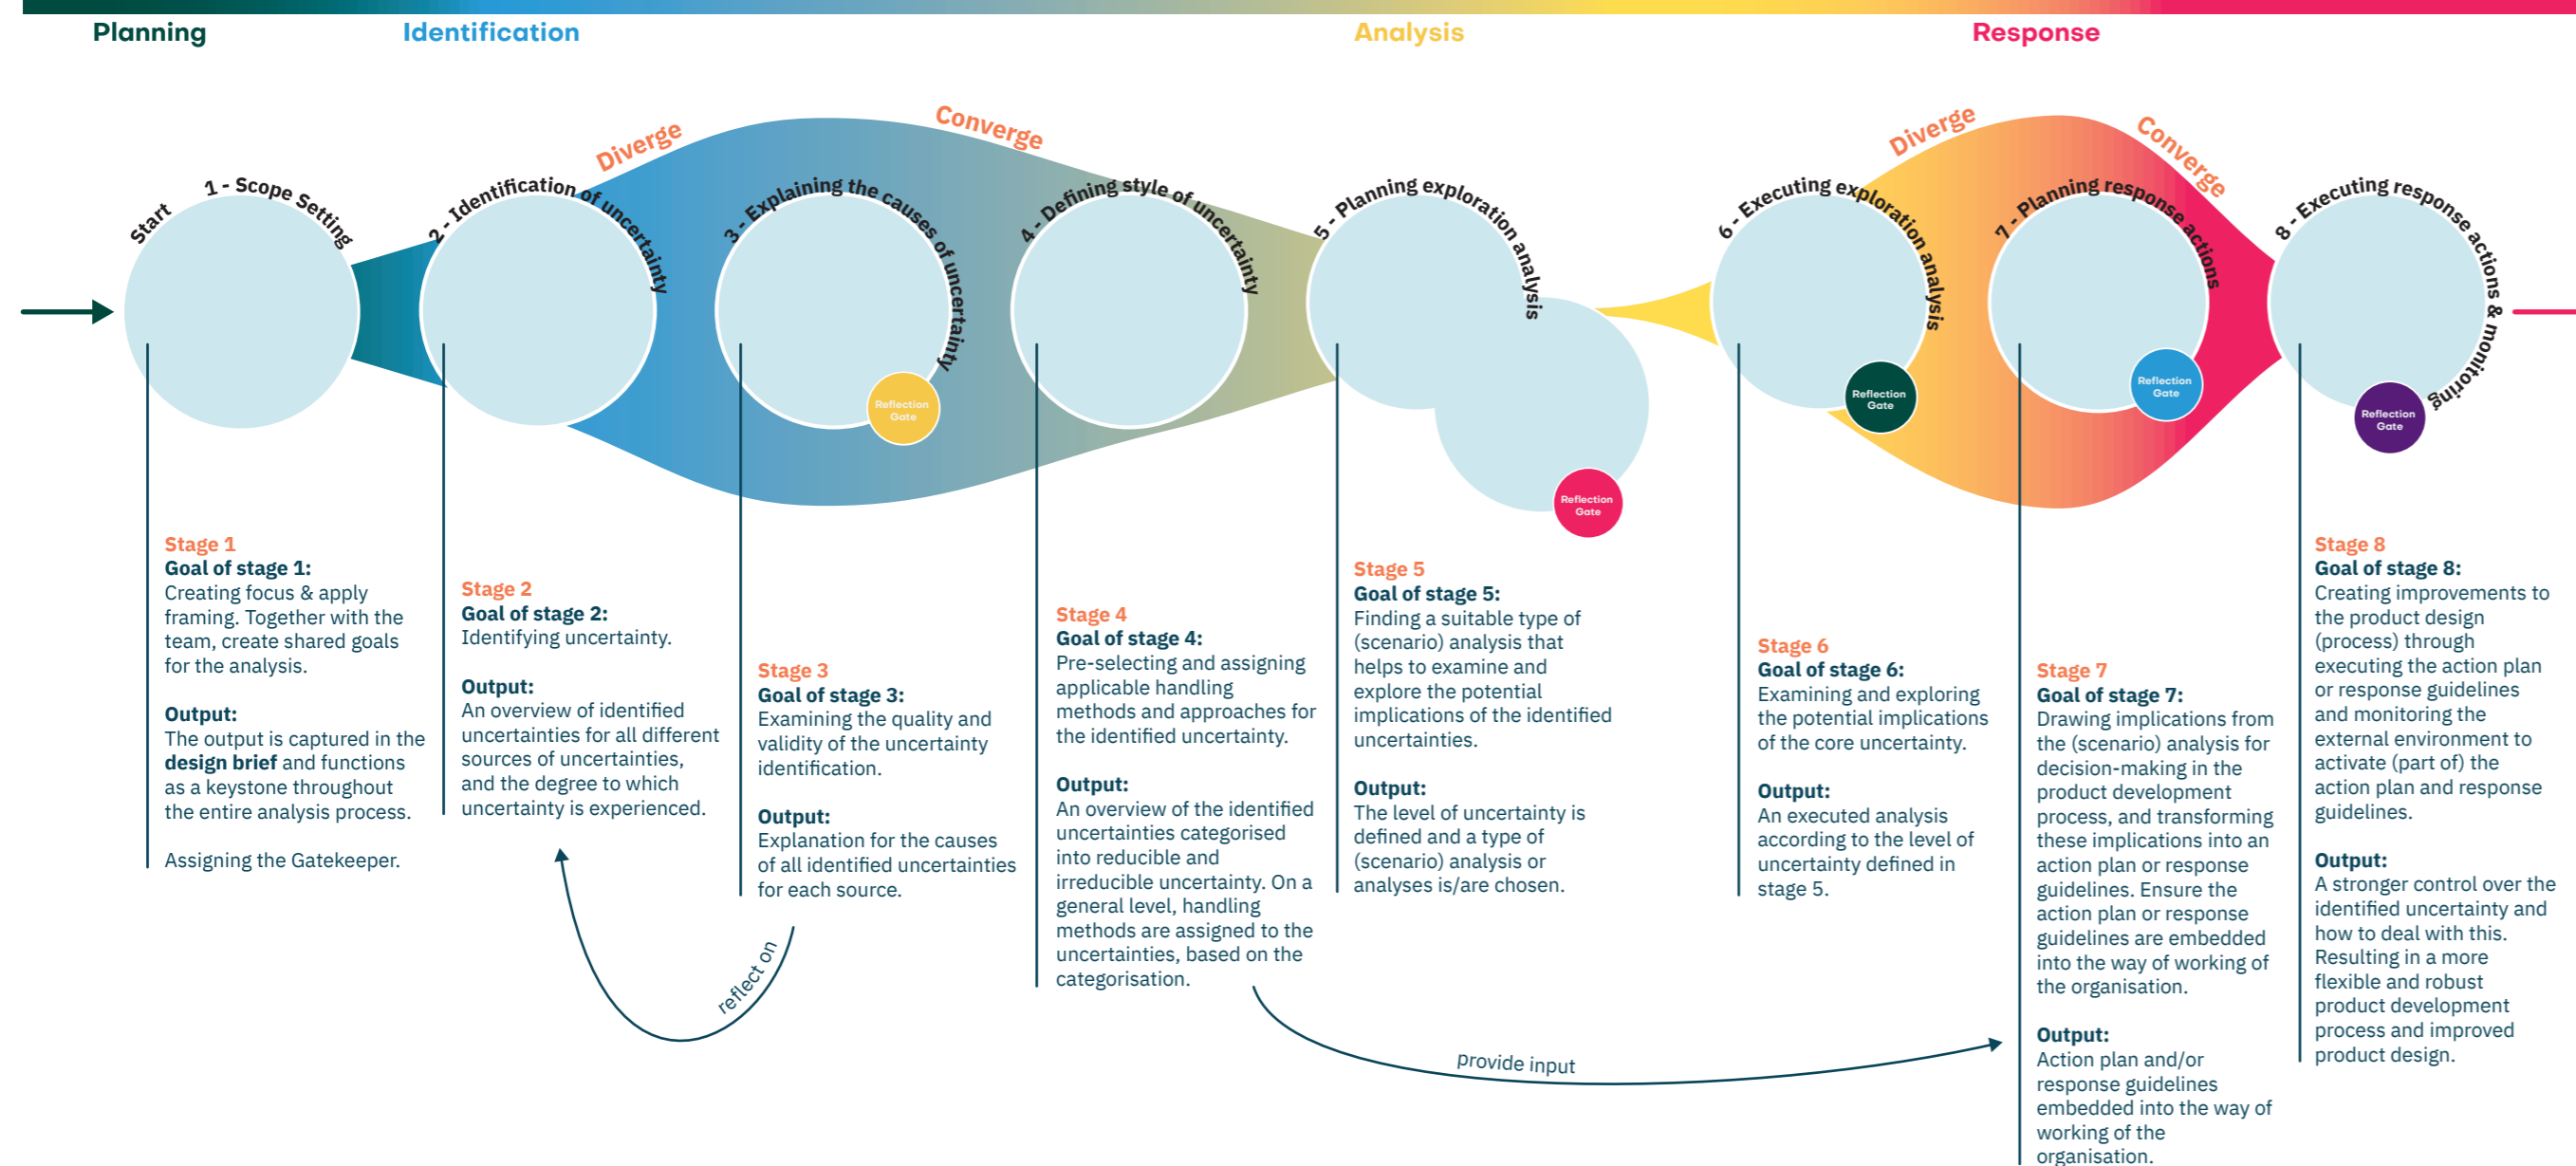 Planning
Identification
Analysis
Response
Diverge
Converge
Diverge
Converge
Start
1 - Scope Setting
2 - Identification of uncertainty
3 - Explaining the causes of uncertainty
4 - Defining style of uncertainty
5 - Planning exploration analysis
6 - Executing exploration analysis
7 - Planning response actions
8 - Executing response actions & monitoring
Reflection
Gate
Reflection
Gate
Reflection
Gate
Reflection
Gate
Reflection
Gate
Stage 1
Goal of stage 1:
Creating focus & apply
framing. Together with the
team, create shared goals
for the analysis.
Output:
The output is captured in the
design brief and functions
as a keystone throughout
the entire analysis process.
Assigning the Gatekeeper.
Stage 2
Goal of stage 2:
Identifying uncertainty.
Output:
An overview of identified
uncertainties for all different
sources of uncertainties,
and the degree to which
uncertainty is experienced.
Stage 3
Goal of stage 3:
Examining the quality and
validity of the uncertainty
identification.
Output:
Explanation for the causes
of all identified uncertainties
for each source.
reflect on
Stage 4
Goal of stage 4:
Pre-selecting and assigning
applicable handling
methods and approaches for
the identified uncertainty.
Output:
An overview of the identified
uncertainties categorised
into reducible and
irreducible uncertainty. On a
general level, handling
methods are assigned to the
uncertainties, based on the
categorisation.
provide input
Stage 5
Goal of stage 5:
Finding a suitable type of
(scenario) analysis that
helps to examine and
explore the potential
implications of the identified
uncertainties.
Output:
The level of uncertainty is
defined and a type of
(scenario) analysis or
analyses is/are chosen.
Stage 6
Goal of stage 6:
Examining and exploring
the potential implications
of the core uncertainty.
Output:
An executed analysis
according to the level of
uncertainty defined in
stage 5.
Stage 7
Goal of stage 7:
Drawing implications from
the (scenario) analysis for
decision-making in the
product development
process, and transforming
these implications into an
action plan or response
guidelines. Ensure the
action plan or response
guidelines are embedded
into the way of working of
the organisation.
Output:
Action plan and/or
response guidelines
embedded into the way of
working of the
organisation.
Stage 8
Goal of stage 8:
Creating improvements to
the product design
(process) through
executing the action plan
or response guidelines
and monitoring the
external environment to
activate (part of) the
action plan and response
guidelines.
Output:
A stronger control over the
identified uncertainty and
how to deal with this.
Resulting in a more
flexible and robust
product development
process and improved
product design.